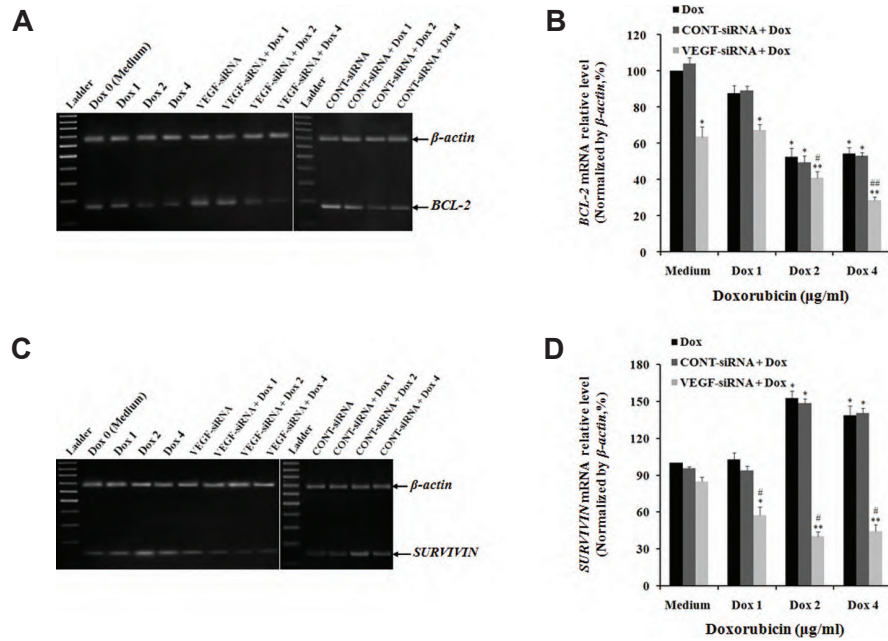 A
Ladder
Dox 0 (Medium)
Dox 1
Dox 2
Dox 4
VEGF-siRNA
VEGF-siRNA + Dox 1
VEGF-siRNA + Dox 2
VEGF-siRNA + Dox 4
Ladder
CONT-siRNA
CONT-siRNA + Dox 1
CONT-siRNA + Dox 2
CONT-siRNA + Dox 4
β-actin
BCL-2
B
Dox
CONT-siRNA + Dox
VEGF-siRNA + Dox
BCL-2 mRNA relative level
(Normalized by β-actin,%)
120
100
80
60
40
20
0
*
*
* * # **
* * ## **
Medium Dox 1 Dox 2 Dox 4
Doxorubicin (µg/ml)
C
Ladder
Dox 0 (Medium)
Dox 1
Dox 2
Dox 4
VEGF-siRNA
VEGF-siRNA + Dox 1
VEGF-siRNA + Dox 2
VEGF-siRNA + Dox 4
Ladder
CONT-siRNA
CONT-siRNA + Dox 1
CONT-siRNA + Dox 2
CONT-siRNA + Dox 4
β-actin
SURVIVIN
D
Dox
CONT-siRNA + Dox
VEGF-siRNA + Dox
SURVIVIN mRNA relative level
(Normalized by β-actin,%)
180
150
120
90
60
30
0
# *
* * # **
* * # **
Medium Dox 1 Dox 2 Dox 4
Doxorubicin (µg/ml)